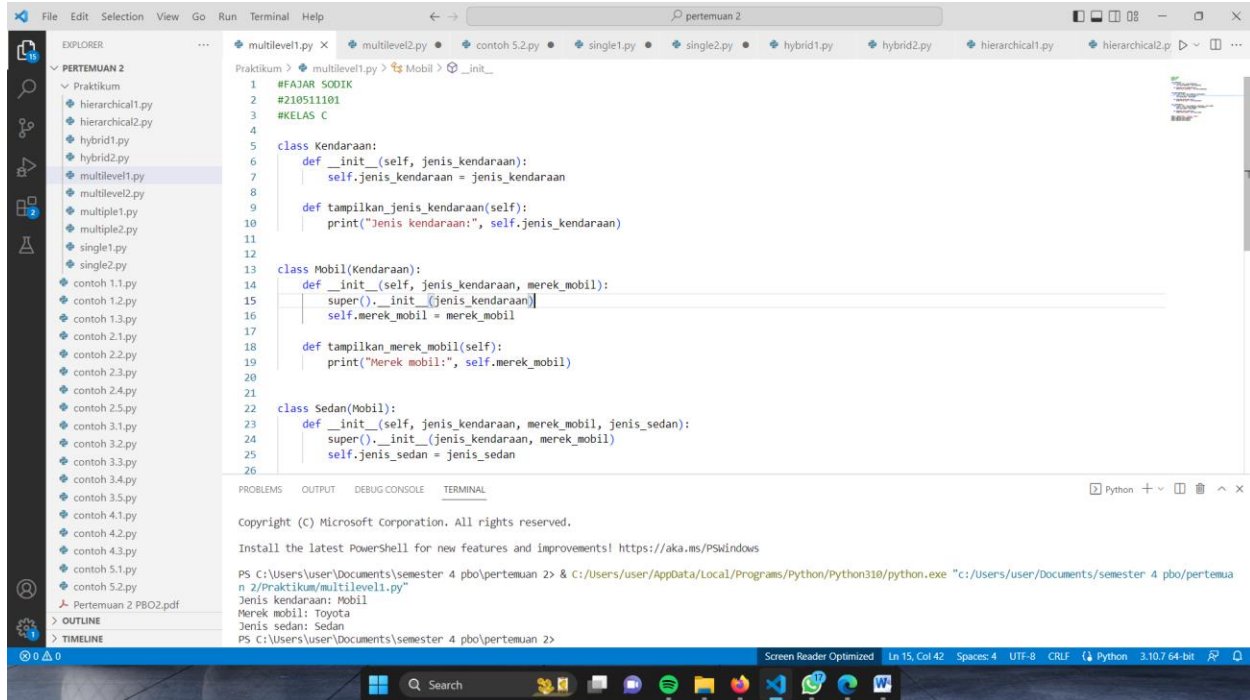 File Edit Selection View Go Run Terminal Help
pertemuan 2
EXPLORER
PERTEMUAN 2
Praktikum
hierarchical1.py
hierarchical2.py
hybrid1.py
hybrid2.py
multilevel1.py
multilevel2.py
multiple1.py
multiple2.py
single1.py
single2.py
contoh 1.1.py
contoh 1.2.py
contoh 1.3.py
contoh 2.1.py
contoh 2.2.py
contoh 2.3.py
contoh 2.4.py
contoh 2.5.py
contoh 3.1.py
contoh 3.2.py
contoh 3.3.py
contoh 3.4.py
contoh 3.5.py
contoh 4.1.py
contoh 4.2.py
contoh 4.3.py
contoh 5.1.py
contoh 5.2.py
Pertemuan 2 PBO2.pdf
OUTLINE
TIMELINE
15
2
1
multilevel1.py multilevel2.py contoh 5.2.py single1.py single2.py hybrid1.py hybrid2.py hierarchical1.py hierarchical2.p
Praktikum > multilevel1.py > Mobil > __init__
1 #FAJAR SODIK
2 #210511101
3 #KELAS C
4
5 class Kendaraan:
6 def __init__(self, jenis_kendaraan):
7 self.jenis_kendaraan = jenis_kendaraan
8
9 def tampilkan_jenis_kendaraan(self):
10 print("Jenis kendaraan:", self.jenis_kendaraan)
11
12
13 class Mobil(Kendaraan):
14 def __init__(self, jenis_kendaraan, merek_mobil):
15 super().__init__(jenis_kendaraan)
16 self.merek_mobil = merek_mobil
17
18 def tampilkan_merek_mobil(self):
19 print("Merek mobil:", self.merek_mobil)
20
21
22 class Sedan(Mobil):
23 def __init__(self, jenis_kendaraan, merek_mobil, jenis_sedan):
24 super().__init__(jenis_kendaraan, merek_mobil)
25 self.jenis_sedan = jenis_sedan
26
PROBLEMS OUTPUT DEBUG CONSOLE TERMINAL
Python
Copyright (C) Microsoft Corporation. All rights reserved.
Install the latest PowerShell for new features and improvements! https://aka.ms/PSWindows
PS C:\Users\user\Documents\semester 4 pbo\pertemuan 2> & C:/Users/user/AppData/Local/Programs/Python/Python310/python.exe "c:/Users/user/Documents/semester 4 pbo/pertemua
n 2/Praktikum/multilevel1.py"
Jenis kendaraan: Mobil
Merek mobil: Toyota
Jenis sedan: Sedan
PS C:\Users\user\Documents\semester 4 pbo\pertemuan 2>
0 0 Screen Reader Optimized Ln 15, Col 42 Spaces: 4 UTF-8 CRLF Python 3.10.7 64-bit
Search
17